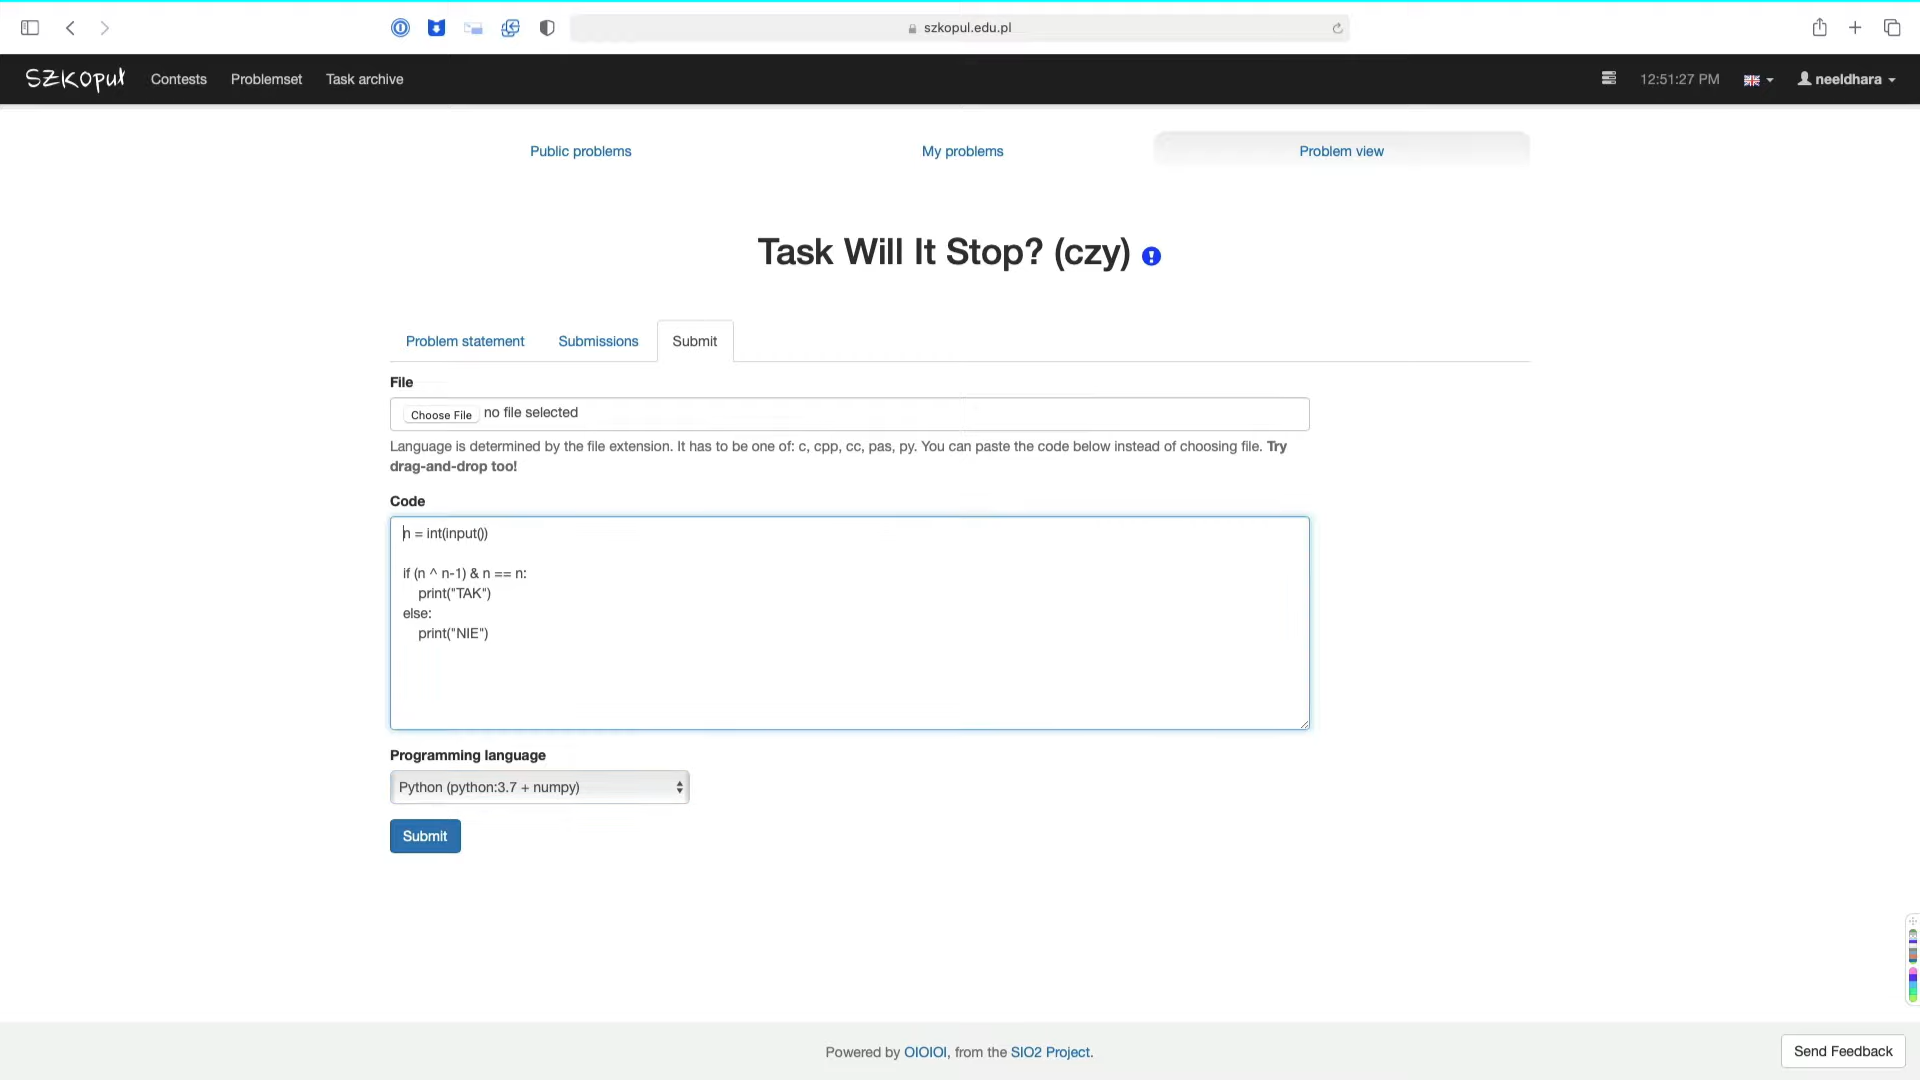 szkopul.edu.pl
SZKOpuł Contests Problemset Task archive 12:51:27 PM neeldhara
Public problems My problems Problem view
Task Will It Stop? (czy)
Problem statement Submissions Submit
File
Choose File no file selected
Language is determined by the file extension. It has to be one of: c, cpp, cc, pas, py. You can paste the code below instead of choosing file. Try
drag-and-drop too!
Code
n = int(input())
if (n ^ n-1) & n == n:
print("TAK")
else:
print("NIE")
Programming language
Python (python:3.7 + numpy)
Submit
Powered by OIOIOI, from the SIO2 Project.
Send Feedback